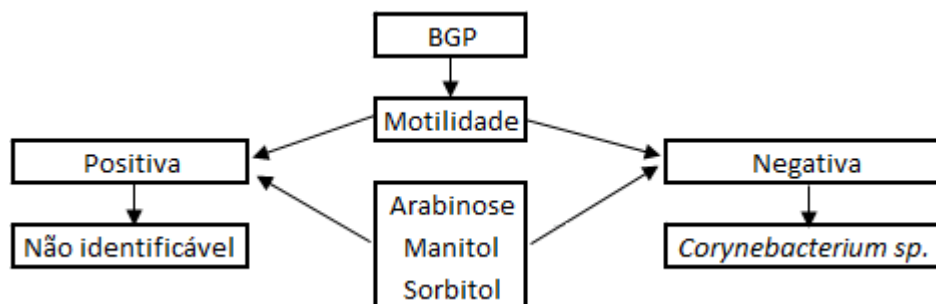 BGP
Motilidade
Positiva
Negativa
Arabinose
Manitol
Sorbitol
Não identificável
Corynebacterium sp.